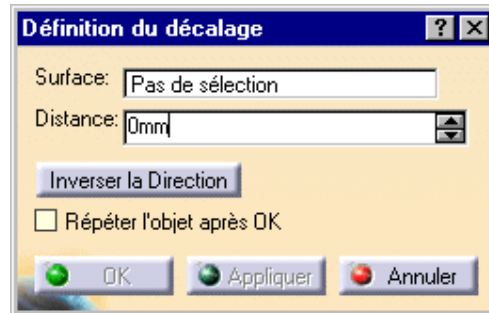 Définition du décalage ? X
Surface: Pas de sélection
Distance: 0mm
Inverser la Direction
Répéter l'objet après OK
OK Appliquer Annuler